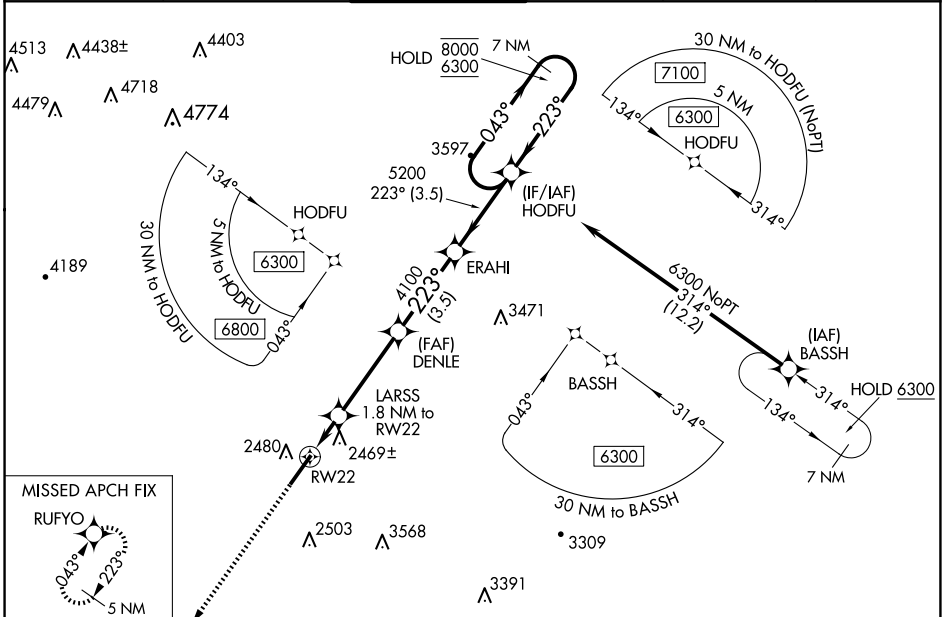 4513
4438±
4403
4479
4718
4774
HOLD 8000
6300
7 NM
043°
223°
3597
5200
223° (3.5)
(IF/IAF)
HODFU
30 NM to HODFU (NoPT)
7100
5 NM
134°
6300
HODFU
314°
134°
HODFU
30 NM to HODFU
5 NM to HODFU
6300
6800
043°
4189
ERAHI
4100
223°
(3.5)
(FAF)
DENLE
3471
6300 NoPT
314°
(12.2)
(IAF)
BASSH
HOLD 6300
314°
134°
7 NM
BASSH
043°
314°
6300
30 NM to BASSH
LARSS
1.8 NM to
RW22
2480
2469±
RW22
2503
3568
3309
3391
MISSED APCH FIX
RUFYO
043°
223°
5 NM